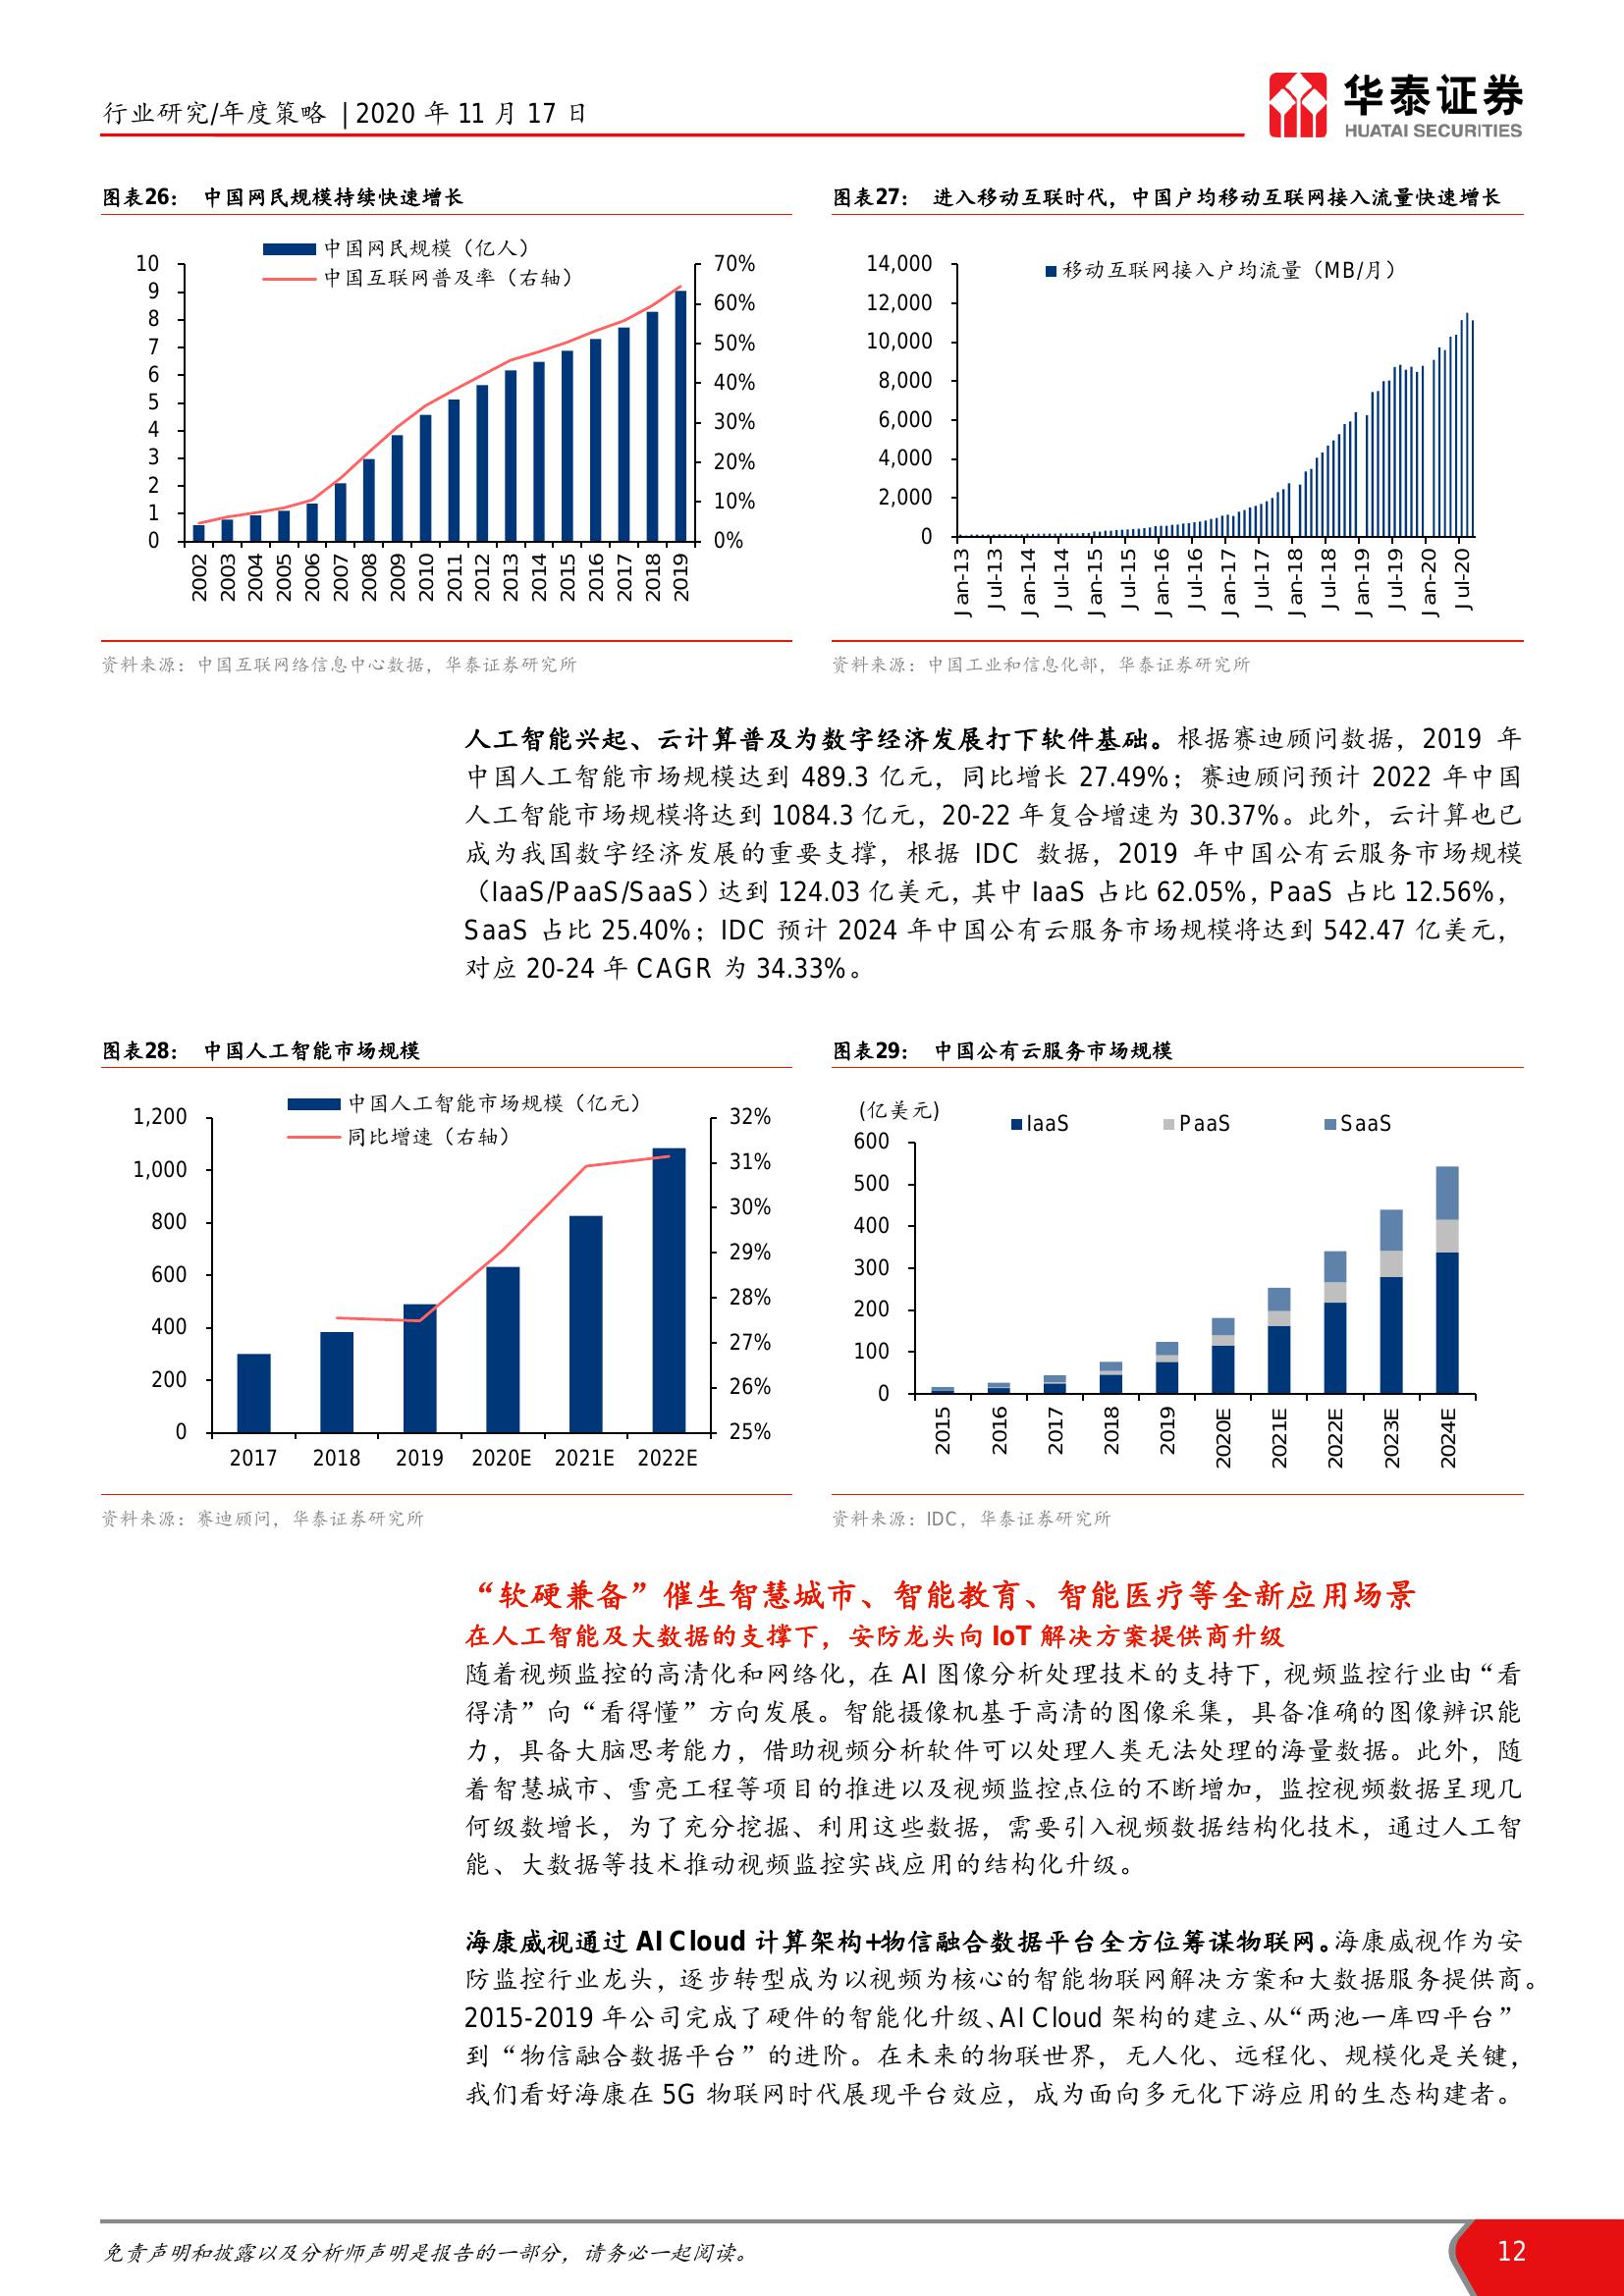 行业研究/年度策略 | 2020 年 11 月 17 日
华泰证券
HUATAI SECURITIES
图表26： 中国网民规模持续快速增长
中国网民规模（亿人）
中国互联网普及率（右轴）
10
9
8
7
6
5
4
3
2
1
0
70%
60%
50%
40%
30%
20%
10%
0%
2002
2003
2004
2005
2006
2007
2008
2009
2010
2011
2012
2013
2014
2015
2016
2017
2018
2019
资料来源：中国互联网络信息中心数据，华泰证券研究所
图表27： 进入移动互联时代，中国户均移动互联网接入流量快速增长
移动互联网接入户均流量（MB/月）
14,000
12,000
10,000
8,000
6,000
4,000
2,000
0
Jan-13
Jul-13
Jan-14
Jul-14
Jan-15
Jul-15
Jan-16
Jul-16
Jan-17
Jul-17
Jan-18
Jul-18
Jan-19
Jul-19
Jan-20
Jul-20
资料来源：中国工业和信息化部，华泰证券研究所
人工智能兴起、云计算普及为数字经济发展打下软件基础。根据赛迪顾问数据，2019 年
中国人工智能市场规模达到 489.3 亿元，同比增长 27.49%；赛迪顾问预计 2022 年中国
人工智能市场规模将达到 1084.3 亿元，20-22 年复合增速为 30.37%。此外，云计算也已
成为我国数字经济发展的重要支撑，根据 IDC 数据，2019 年中国公有云服务市场规模
（IaaS/PaaS/SaaS）达到 124.03 亿美元，其中 IaaS 占比 62.05%，PaaS 占比 12.56%，
SaaS 占比 25.40%；IDC 预计 2024 年中国公有云服务市场规模将达到 542.47 亿美元，
对应 20-24 年 CAGR 为 34.33%。
图表28： 中国人工智能市场规模
中国人工智能市场规模（亿元）
同比增速（右轴）
1,200
1,000
800
600
400
200
0
32%
31%
30%
29%
28%
27%
26%
25%
2017
2018
2019
2020E
2021E
2022E
资料来源：赛迪顾问，华泰证券研究所
图表29： 中国公有云服务市场规模
(亿美元)
IaaS
PaaS
SaaS
600
500
400
300
200
100
0
2015
2016
2017
2018
2019
2020E
2021E
2022E
2023E
2024E
资料来源：IDC，华泰证券研究所
“软硬兼备”催生智慧城市、智能教育、智能医疗等全新应用场景
在人工智能及大数据的支撑下，安防龙头向 IoT 解决方案提供商升级
随着视频监控的高清化和网络化，在 AI 图像分析处理技术的支持下，视频监控行业由“看
得清”向“看得懂”方向发展。智能摄像机基于高清的图像采集，具备准确的图像辨识能
力，具备大脑思考能力，借助视频分析软件可以处理人类无法处理的海量数据。此外，随
着智慧城市、雪亮工程等项目的推进以及视频监控点位的不断增加，监控视频数据呈现几
何级数增长，为了充分挖掘、利用这些数据，需要引入视频数据结构化技术，通过人工智
能、大数据等技术推动视频监控实战应用的结构化升级。
海康威视通过 AI Cloud 计算架构+物信融合数据平台全方位筹谋物联网。海康威视作为安
防监控行业龙头，逐步转型成为以视频为核心的智能物联网解决方案和大数据服务提供商。
2015-2019 年公司完成了硬件的智能化升级、AI Cloud 架构的建立、从“两池一库四平台”
到“物信融合数据平台”的进阶。在未来的物联世界，无人化、远程化、规模化是关键，
我们看好海康在 5G 物联网时代展现平台效应，成为面向多元化下游应用的生态构建者。
免责声明和披露以及分析师声明是报告的一部分，请务必一起阅读。
12